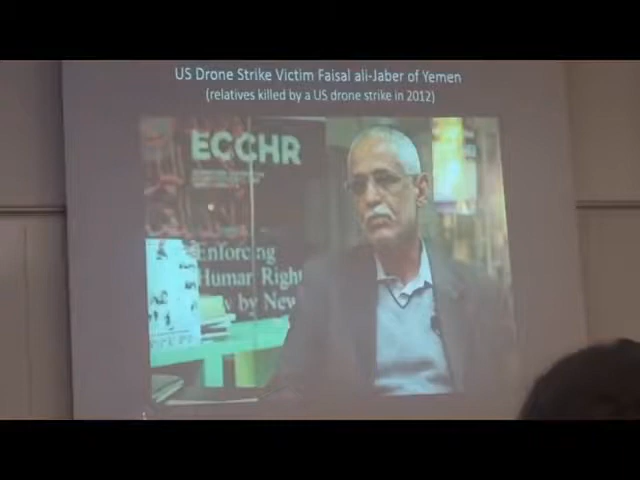 US Drone Strike Victim Faisal ali-Jaber of Yemen
(relatives killed by a US drone strike in 2012)
ECCHR
Enforcing
Human Right
by